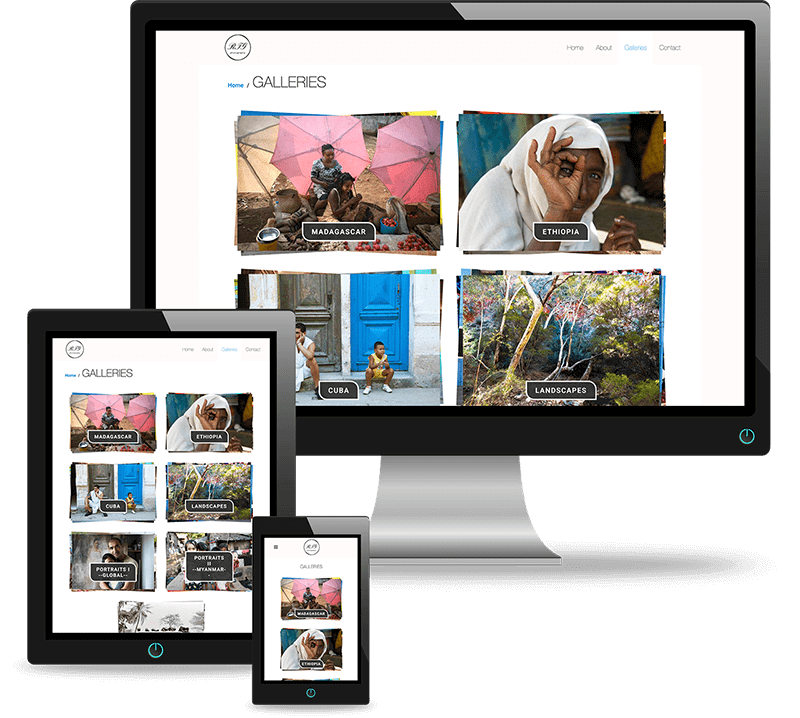 Home About Galleries Contact
Home / GALLERIES
MADAGASCAR
ETHIOPIA
CUBA
LANDSCAPES
Home About Galleries Contact
Home / GALLERIES
MADAGASCAR
ETHIOPIA
CUBA
LANDSCAPES
PORTRAITS I
--GLOBAL--
PORTRAITS
II
--MYANMAR-
-
GALLERIES
MADAGASCAR
ETHIOPIA